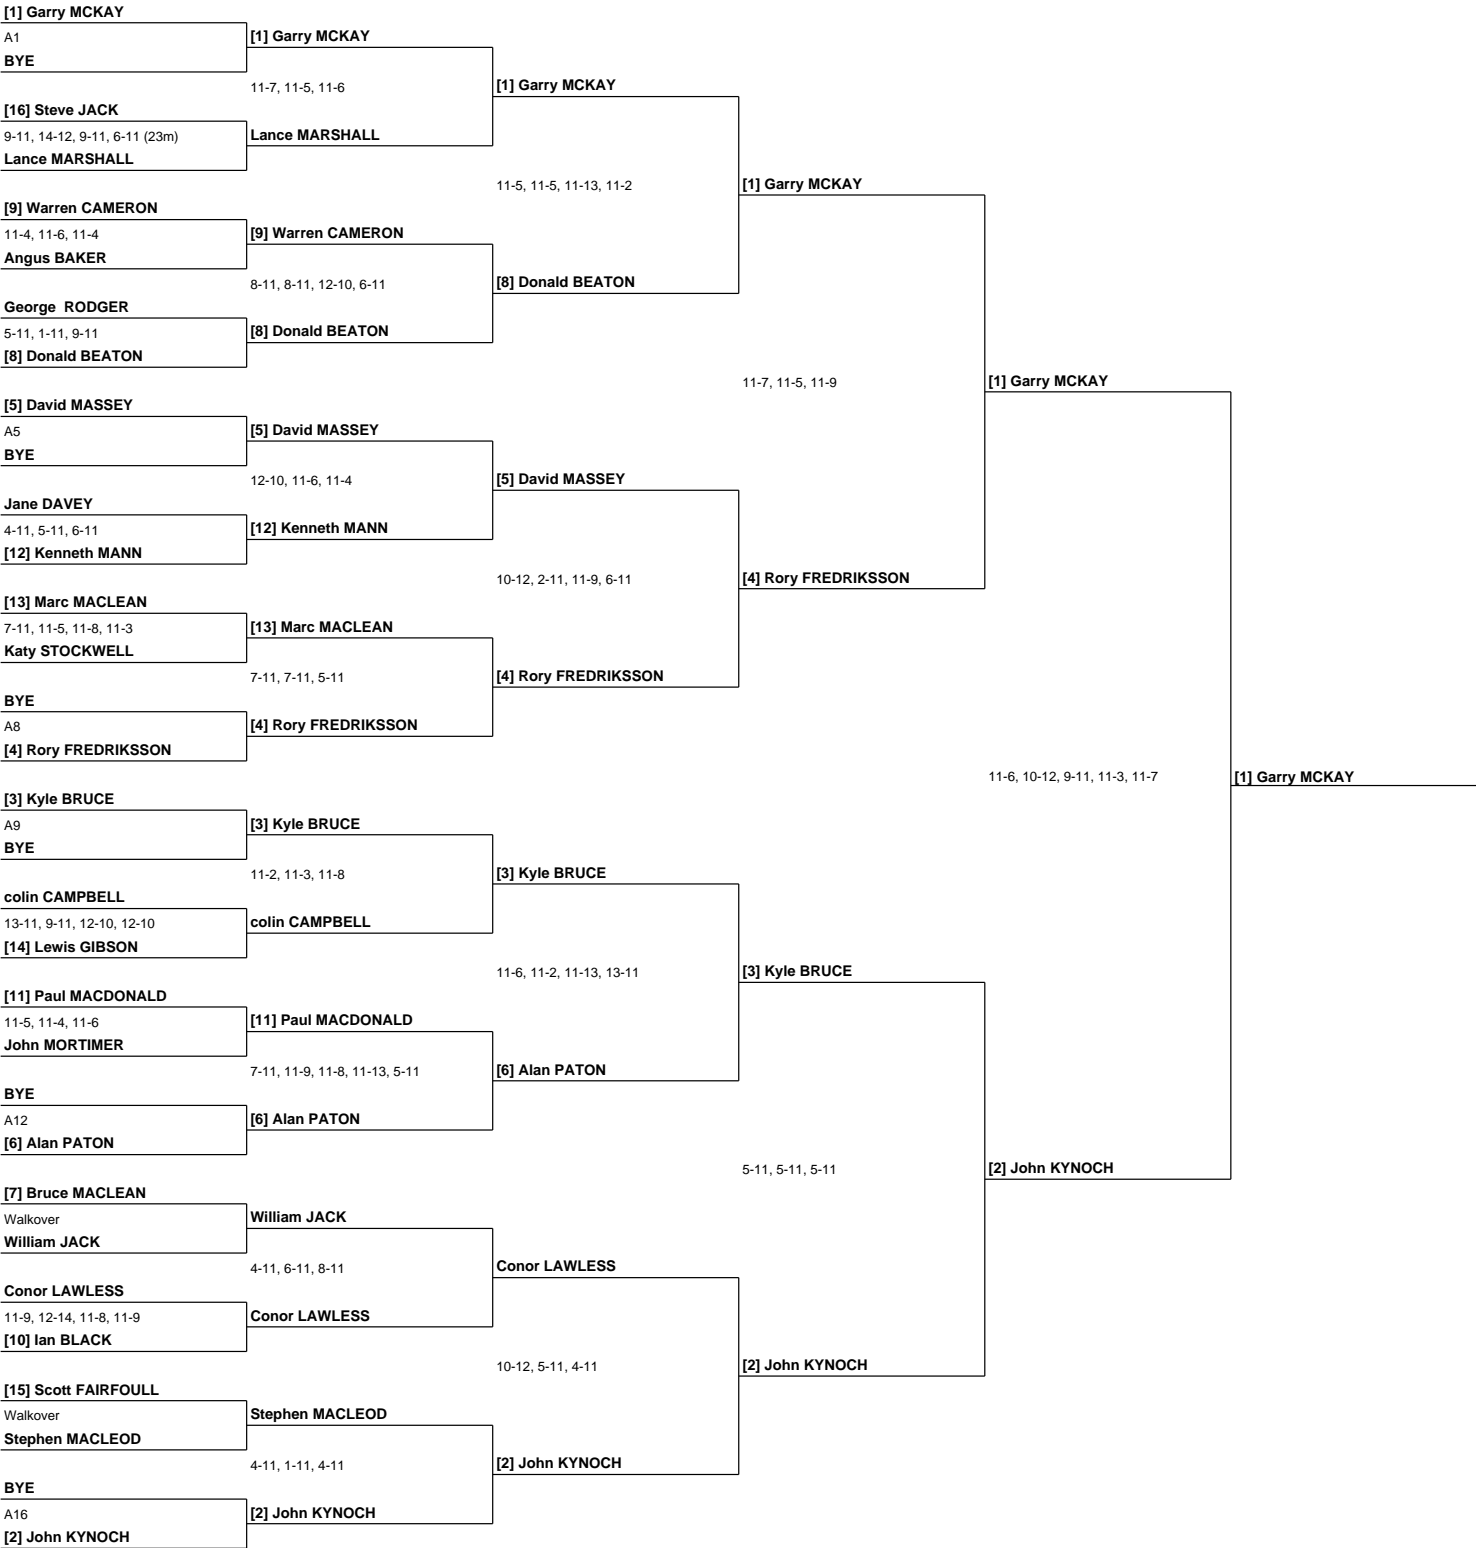 [1] Garry MCKAY
A1
BYE
[16] Steve JACK
9-11, 14-12, 9-11, 6-11 (23m)
Lance MARSHALL
[9] Warren CAMERON
11-4, 11-6, 11-4
Angus BAKER
George  RODGER
5-11, 1-11, 9-11
[8] Donald BEATON
[5] David MASSEY
A5
BYE
Jane DAVEY
4-11, 5-11, 6-11
[12] Kenneth MANN
[13] Marc MACLEAN
7-11, 11-5, 11-8, 11-3
Katy STOCKWELL
BYE
A8
[4] Rory FREDRIKSSON
[3] Kyle BRUCE
A9
BYE
colin CAMPBELL
13-11, 9-11, 12-10, 12-10
[14] Lewis GIBSON
[11] Paul MACDONALD
11-5, 11-4, 11-6
John MORTIMER
BYE
A12
[6] Alan PATON
[7] Bruce MACLEAN
Walkover
William JACK
Conor LAWLESS
11-9, 12-14, 11-8, 11-9
[10] Ian BLACK
[15] Scott FAIRFOULL
Walkover
Stephen MACLEOD
BYE
A16
[2] John KYNOCH
[1] Garry MCKAY
11-7, 11-5, 11-6
Lance MARSHALL
[9] Warren CAMERON
8-11, 8-11, 12-10, 6-11
[8] Donald BEATON
[5] David MASSEY
12-10, 11-6, 11-4
[12] Kenneth MANN
[13] Marc MACLEAN
7-11, 7-11, 5-11
[4] Rory FREDRIKSSON
[3] Kyle BRUCE
11-2, 11-3, 11-8
colin CAMPBELL
[11] Paul MACDONALD
7-11, 11-9, 11-8, 11-13, 5-11
[6] Alan PATON
William JACK
4-11, 6-11, 8-11
Conor LAWLESS
Stephen MACLEOD
4-11, 1-11, 4-11
[2] John KYNOCH
[1] Garry MCKAY
11-5, 11-5, 11-13, 11-2
[8] Donald BEATON
[5] David MASSEY
10-12, 2-11, 11-9, 6-11
[4] Rory FREDRIKSSON
[3] Kyle BRUCE
11-6, 11-2, 11-13, 13-11
[6] Alan PATON
Conor LAWLESS
10-12, 5-11, 4-11
[2] John KYNOCH
[1] Garry MCKAY
11-7, 11-5, 11-9
[4] Rory FREDRIKSSON
[3] Kyle BRUCE
5-11, 5-11, 5-11
[2] John KYNOCH
[1] Garry MCKAY
11-6, 10-12, 9-11, 11-3, 11-7
[2] John KYNOCH
[1] Garry MCKAY